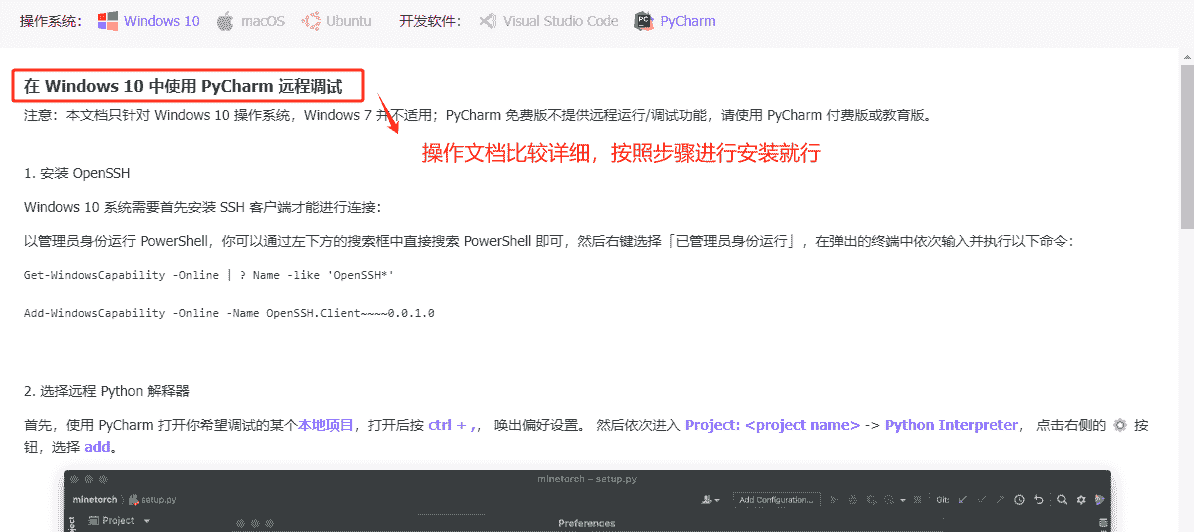 操作系统： Windows 10 macOS Ubuntu 开发软件： Visual Studio Code PyCharm
在 Windows 10 中使用 PyCharm 远程调试
注意：本文档只针对 Windows 10 操作系统，Windows 7 并不适用；PyCharm 免费版不提供远程运行/调试功能，请使用 PyCharm 付费版或教育版。
操作文档比较详细，按照步骤进行安装就行
1. 安装 OpenSSH
Windows 10 系统需要首先安装 SSH 客户端才能进行连接：
以管理员身份运行 PowerShell，你可以通过左下方的搜索框中直接搜索 PowerShell 即可，然后右键选择「已管理员身份运行」，在弹出的终端中依次输入并执行以下命令：
Get-WindowsCapability -Online | ? Name -like 'OpenSSH*'
Add-WindowsCapability -Online -Name OpenSSH.Client~~~~0.0.1.0
2. 选择远程 Python 解释器
首先，使用 PyCharm 打开你希望调试的某个本地项目，打开后按 ctrl + ,， 唤出偏好设置。 然后依次进入 Project: <project name> -> Python Interpreter， 点击右侧的 按
钮，选择 add。
minetorch – setup.py
minetorch setup.py Add Configuration... Git:
Project Preferences